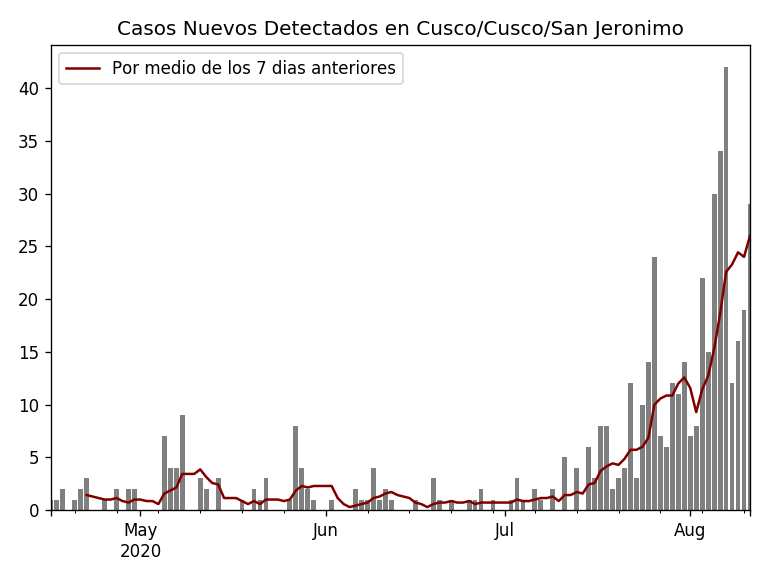 Casos Nuevos Detectados en Cusco/Cusco/San Jeronimo
Por medio de los 7 dias anteriores
40
35
30
25
20
15
10
5
0
May
2020
Jun
Jul
Aug